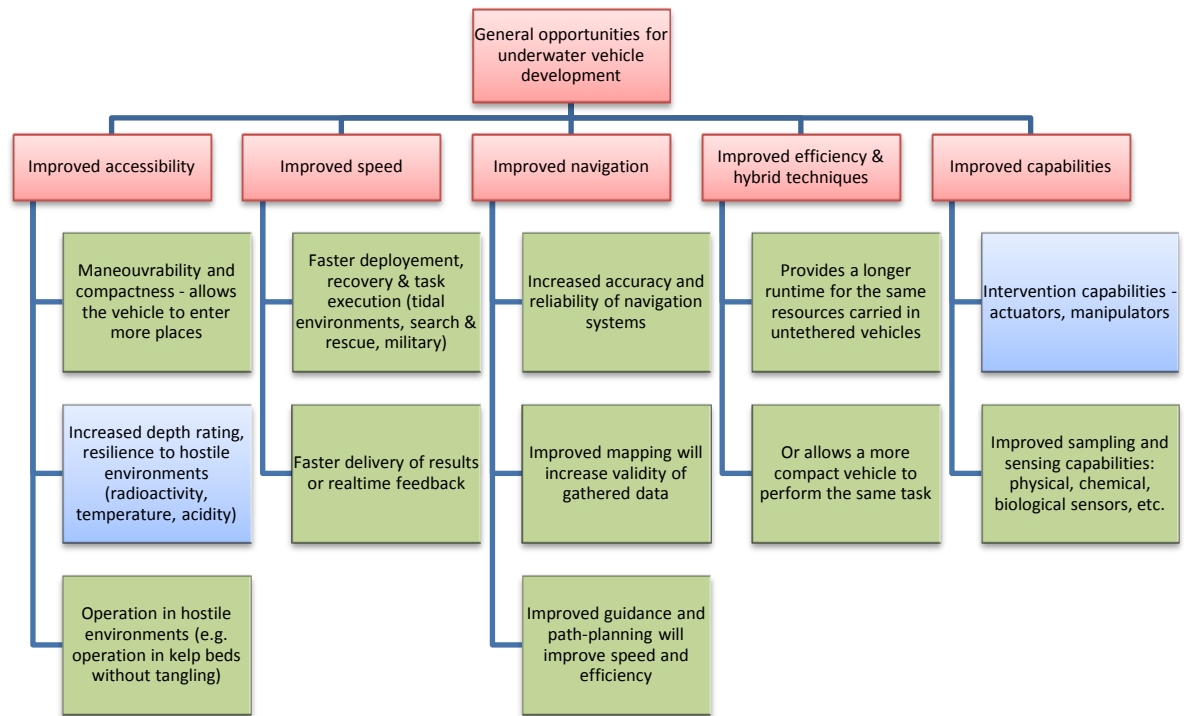 General opportunities for
underwater vehicle
development
Improved accessibility
Improved speed
Improved navigation
Improved efficiency &
hybrid techniques
Improved capabilities
Maneouvrability and
compactness - allows
the vehicle to enter
more places
Increased depth rating,
resilience to hostile
environments
(radioactivity,
temperature, acidity)
Operation in hostile
environments (e.g.
operation in kelp beds
without tangling)
Faster deployement,
recovery & task
execution (tidal
environments, search &
rescue, military)
Faster delivery of results
or realtime feedback
Increased accuracy and
reliability of navigation
systems
Improved mapping will
increase validity of
gathered data
Improved guidance and
path-planning will
improve speed and
efficiency
Provides a longer
runtime for the same
resources carried in
untethered vehicles
Or allows a more
compact vehicle to
perform the same task
Intervention capabilities -
actuators, manipulators
Improved sampling and
sensing capabilities:
physical, chemical,
biological sensors, etc.